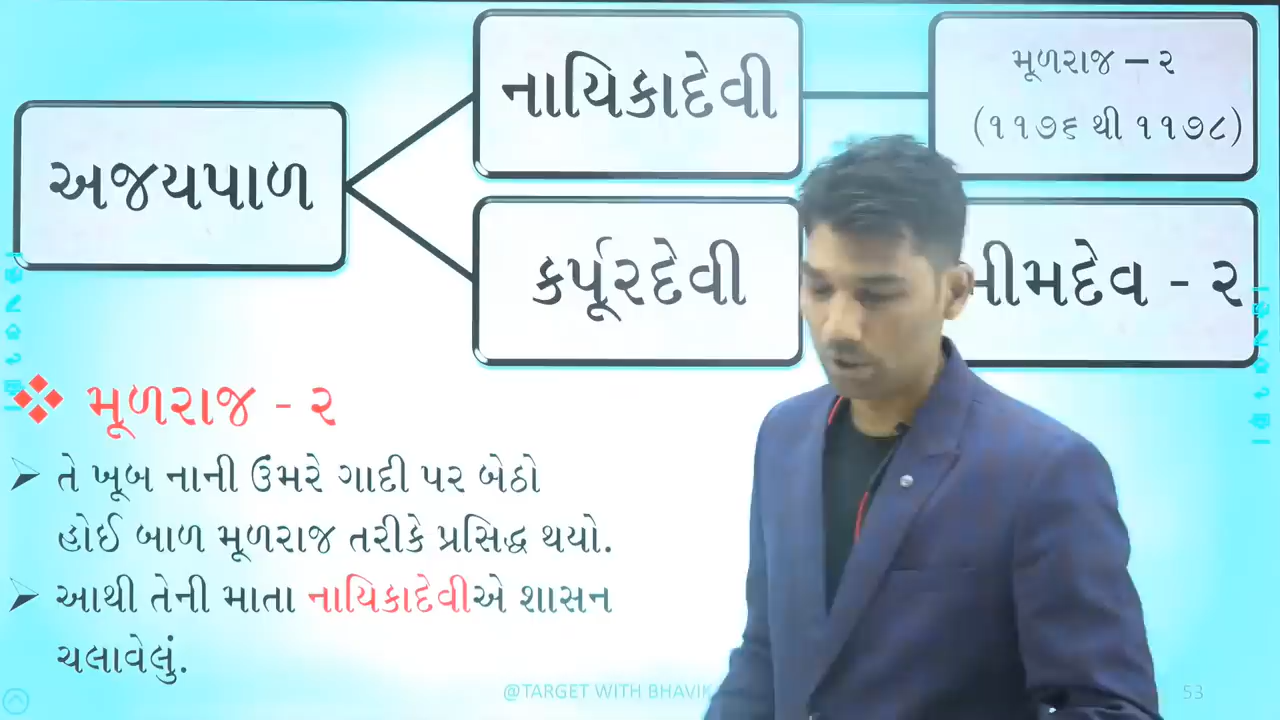 અજયપાળ
નાયિકાદેવી
મૂળરાજ – ૨
(૧૧૭૬ થી ૧૧૭૮)
કર્પૂરદેવી
- ૨
મૂળરાજ - ૨
તે ખૂબ નાની ઉંમરે ગાદી પર બેઠો
હોઈ બાળ મૂળરાજ તરીકે પ્રસિદ્ધ થયો.
આથી તેની માતા નાયિકાદેવીએ શાસન
ચલાવેલું.
@TARGET WITH BHAVIK
53